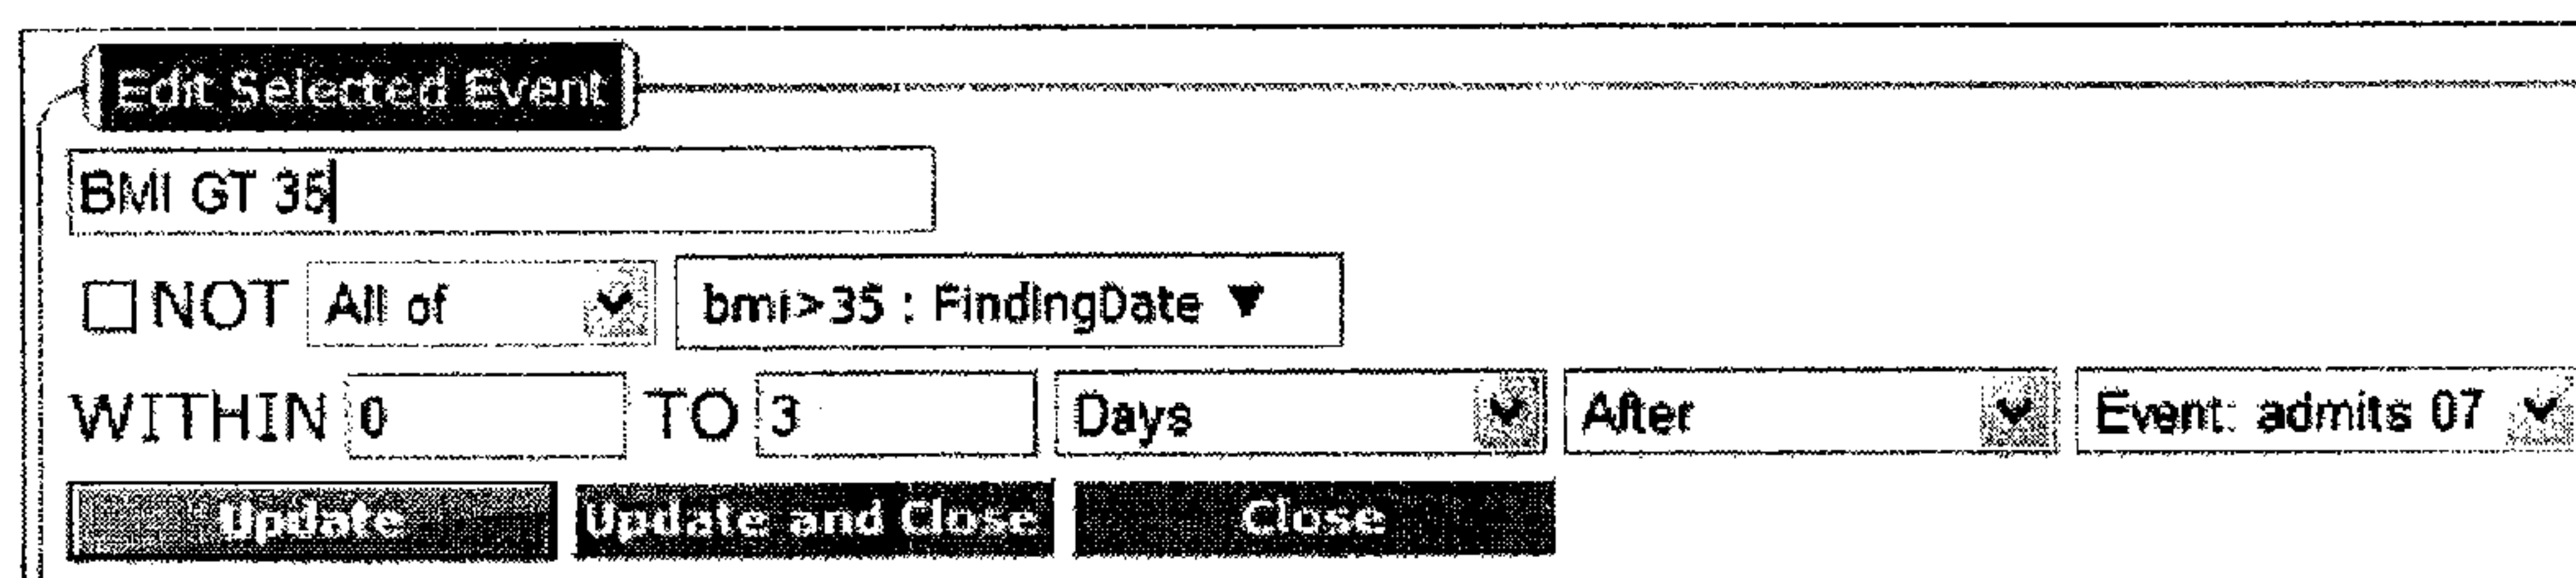 Edit Selected Event
BMI GT 35
NOT All of bmi>35 : FindingDate ▼
WITHIN 0 TO 3 Days After Event: admits 07
Update Update and Close Close